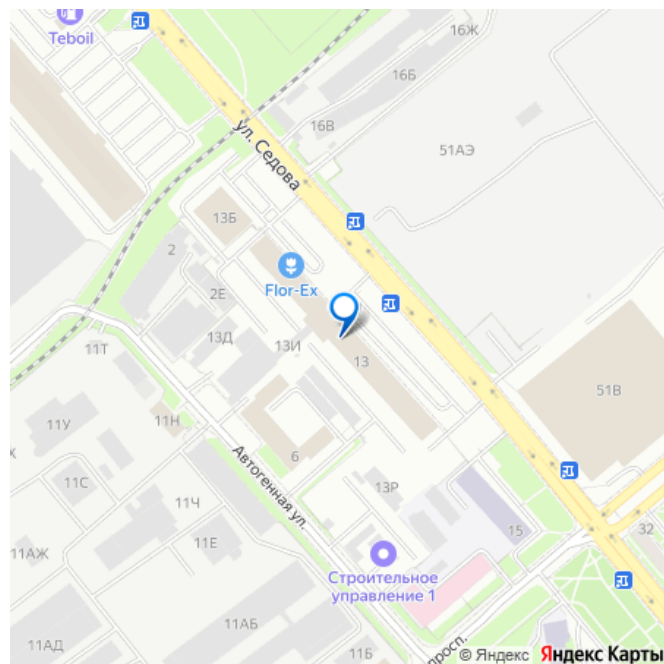 Teboil
16Ж
16Б
16В
51АЭ
ул. Седова
13Б
2
Flor-Ex
2Е
13Д
13И
13
11Т
51В
11У
11Н
6
Автогенная ул.
11С
13Р
11Ч
15
32
11АЖ
11Е
Строительное
управление 1
11АБ
11АД
11Б
просп.
© Яндекс Яндекс Карты